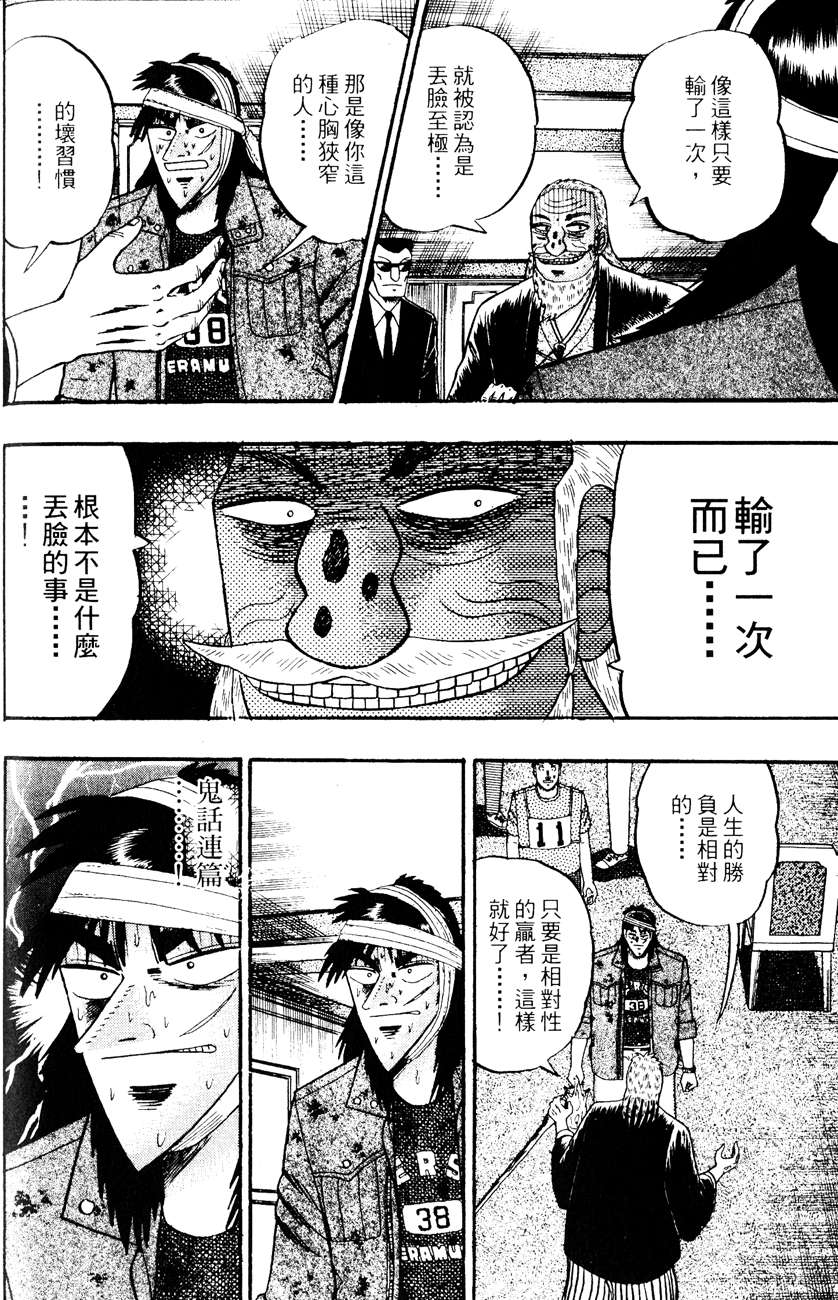 像這樣只要
輸了一次，
就被認為是
丟臉至極……
那是像你這
種心胸狹窄
的人……
的壞習慣
………！
38
ERAMU
輸了一次
而已……
根本不是什麼
丟臉的事……
…！
人生的勝
負是相對
的……
只要是相對性
的贏者，這樣
就好了……！
11
38
ERS
38
ERAMU
鬼話連篇
…………！